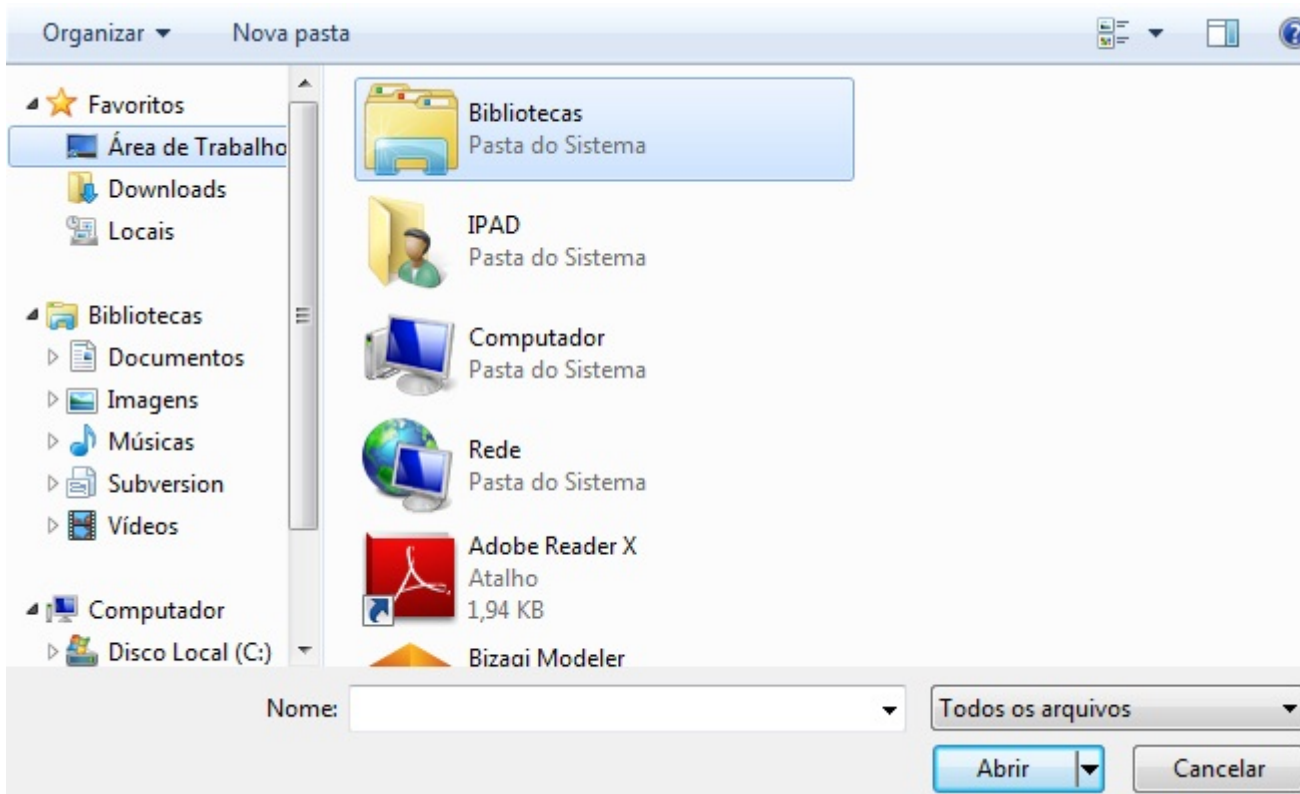 Organizar Nova pasta
Favoritos
Área de Trabalho
Downloads
Locais
Bibliotecas
Documentos
Imagens
Músicas
Subversion
Vídeos
Computador
Disco Local (C:)
Bibliotecas
Pasta do Sistema
IPAD
Pasta do Sistema
Computador
Pasta do Sistema
Rede
Pasta do Sistema
Adobe Reader X
Atalho
1,94 KB
Bizagi Modeler
Nome: Todos os arquivos
Abrir Cancelar